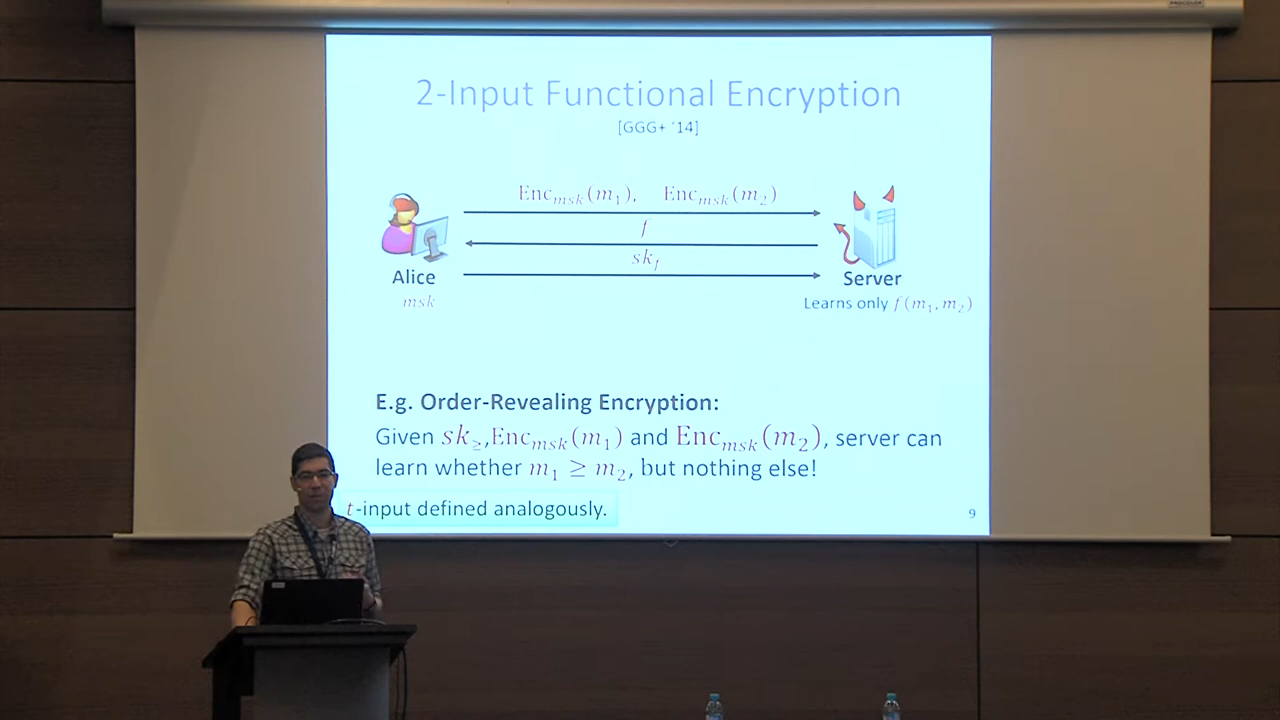 2-Input Functional Encryption
[GGG+ '14]
Enc_msk(m_1), Enc_msk(m_2)
f
sk_f
Alice
msk
Server
Learns only f(m_1, m_2)
E.g. Order-Revealing Encryption:
Given sk_≥, Enc_msk(m_1) and Enc_msk(m_2), server can
learn whether m_1 ≥ m_2, but nothing else!
t-input defined analogously.
9